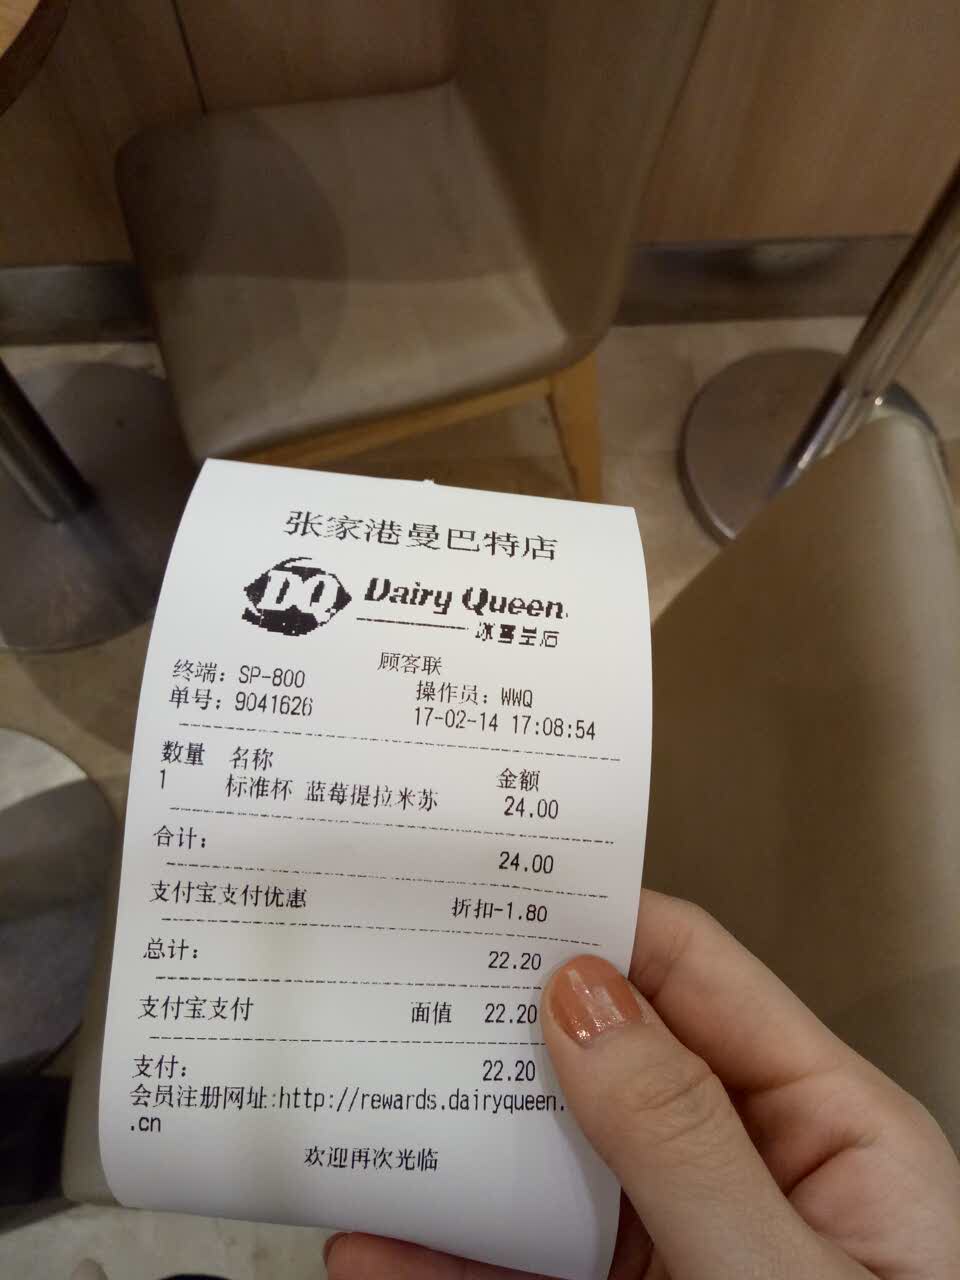 张家港曼巴特店
DQ Dairy Queen
冰雪皇后
顾客联
终端: SP-800 操作员: WWQ
单号: 9041626 17-02-14 17:08:54
数量 名称 金额
1 标准杯 蓝莓提拉米苏 24.00
合计: 24.00
支付宝支付优惠 折扣-1.80
总计: 22.20
支付宝支付 面值 22.20
支付: 22.20
会员注册网址:http://rewards.dairyqueen.
.cn
欢迎再次光临